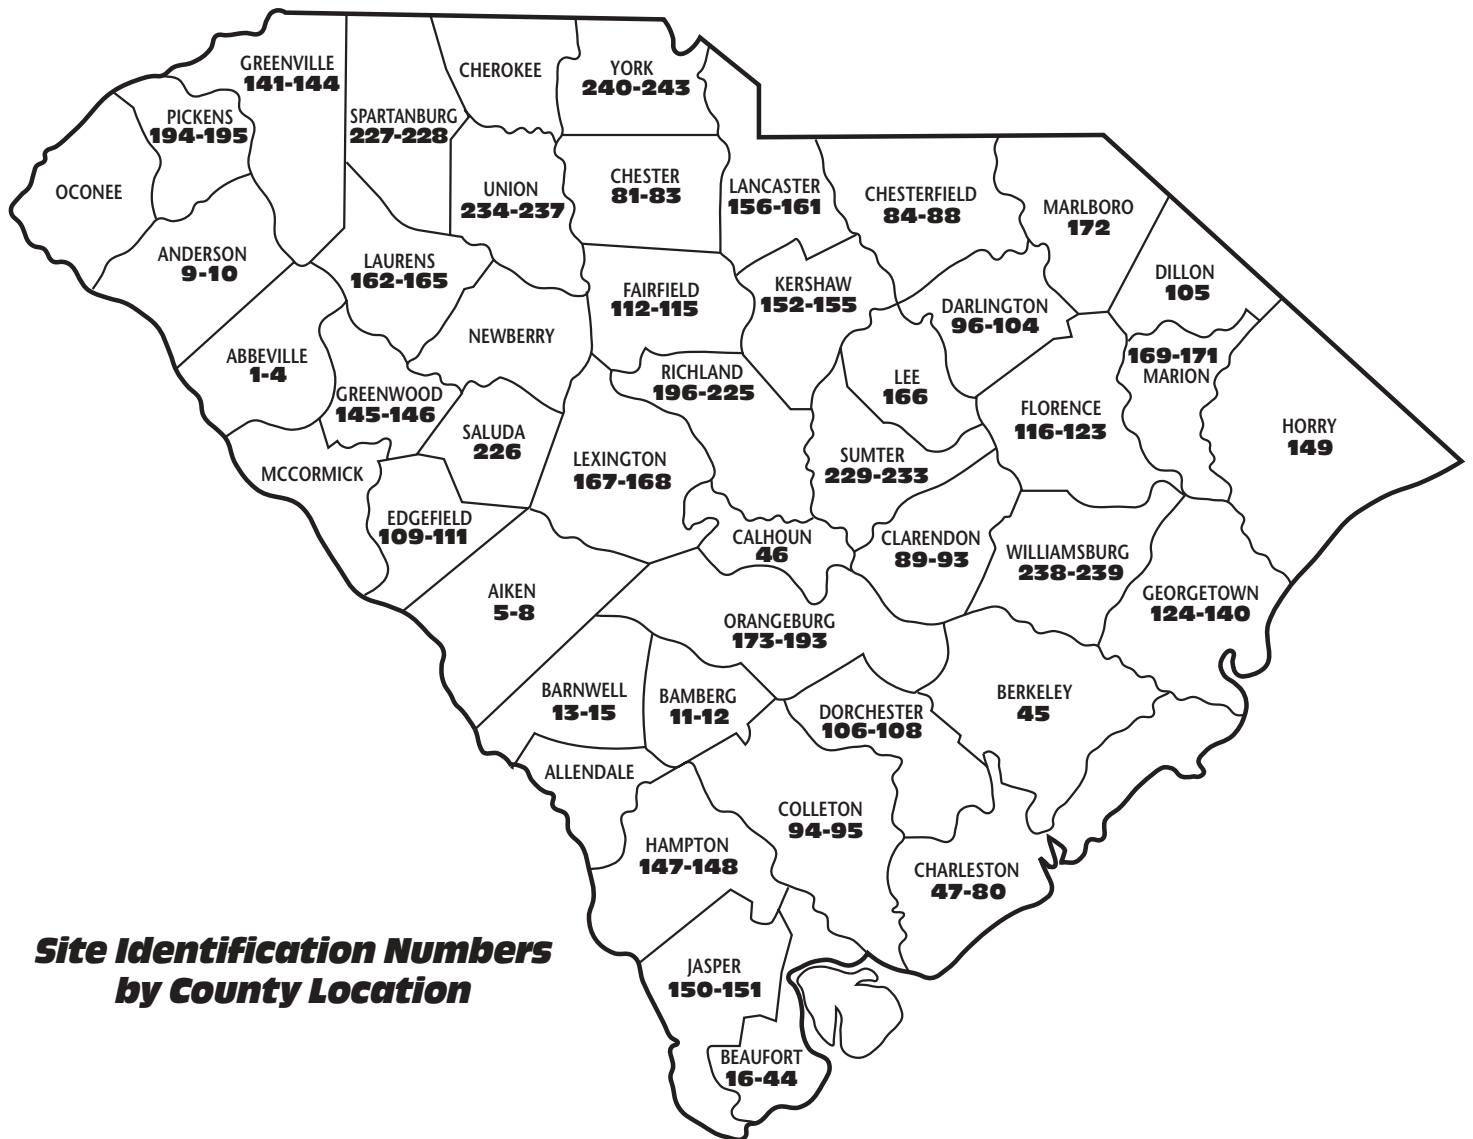 GREENVILLE
141-144
CHEROKEE
YORK
240-243
PICKENS
194-195
SPARTANBURG
227-228
OCONEE
UNION
234-237
CHESTER
81-83
LANCASTER
156-161
CHESTERFIELD
84-88
MARLBORO
172
ANDERSON
9-10
LAURENS
162-165
FAIRFIELD
112-115
KERSHAW
152-155
DARLINGTON
96-104
DILLON
105
NEWBERRY
ABBEVILLE
1-4
GREENWOOD
145-146
RICHLAND
196-225
LEE
166
169-171
MARION
FLORENCE
116-123
HORRY
149
SALUDA
226
MCCORMICK
LEXINGTON
167-168
SUMTER
229-233
EDGEFIELD
109-111
CALHOUN
46
CLARENDON
89-93
WILLIAMSBURG
238-239
AIKEN
5-8
GEORGETOWN
124-140
ORANGEBURG
173-193
BARNWELL
13-15
BAMBERG
11-12
DORCHESTER
106-108
BERKELEY
45
ALLENDALE
COLLETON
94-95
HAMPTON
147-148
CHARLESTON
47-80
Site Identification Numbers
by County Location
JASPER
150-151
BEAUFORT
16-44